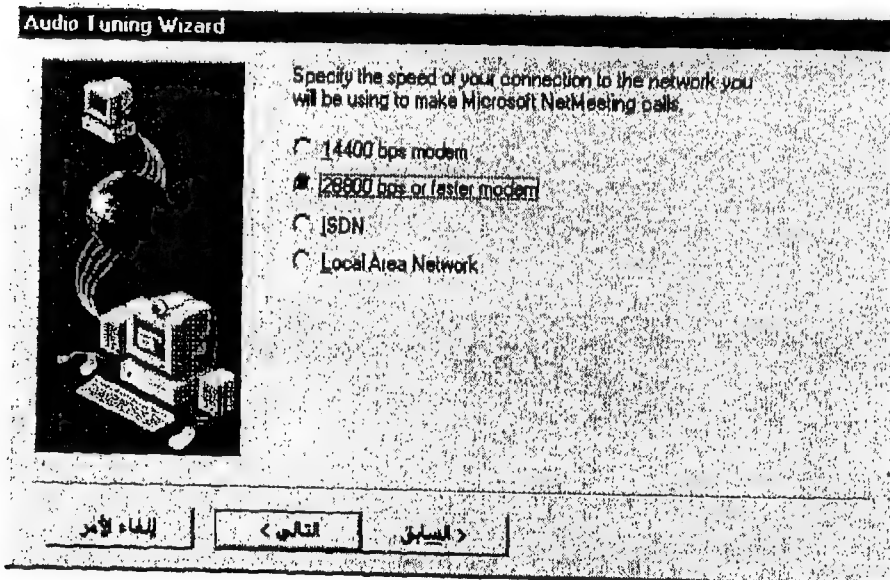 Audio Tuning Wizard
Specify the speed of your connection to the network you
will be using to make Microsoft NetMeeting calls.
14400 bps modem
28800 bps or faster modem
ISDN
Local Area Network
< السابق
التالي >
إلغاء الأمر